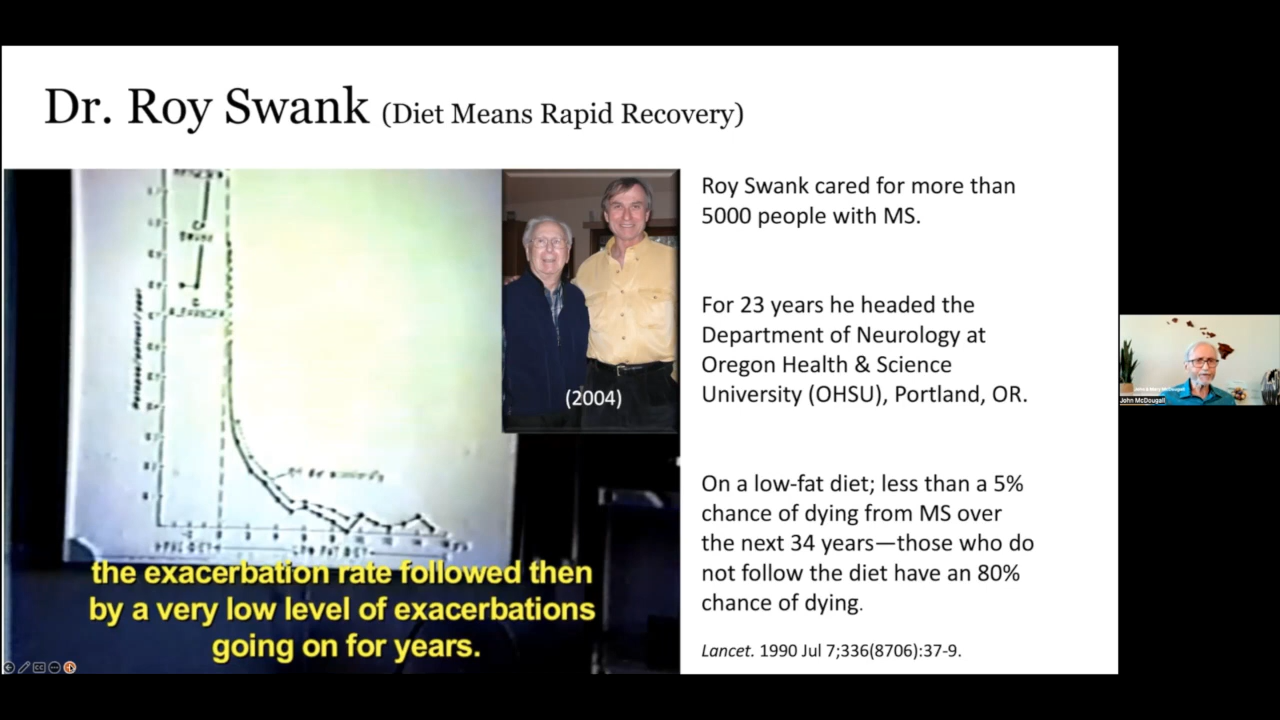 Dr. Roy Swank (Diet Means Rapid Recovery)
(2004)
the exacerbation rate followed then
by a very low level of exacerbations
going on for years.
Roy Swank cared for more than
5000 people with MS.
For 23 years he headed the
Department of Neurology at
Oregon Health & Science
University (OHSU), Portland, OR.
On a low-fat diet; less than a 5%
chance of dying from MS over
the next 34 years—those who do
not follow the diet have an 80%
chance of dying.
Lancet. 1990 Jul 7;336(8706):37-9.
John McDougall